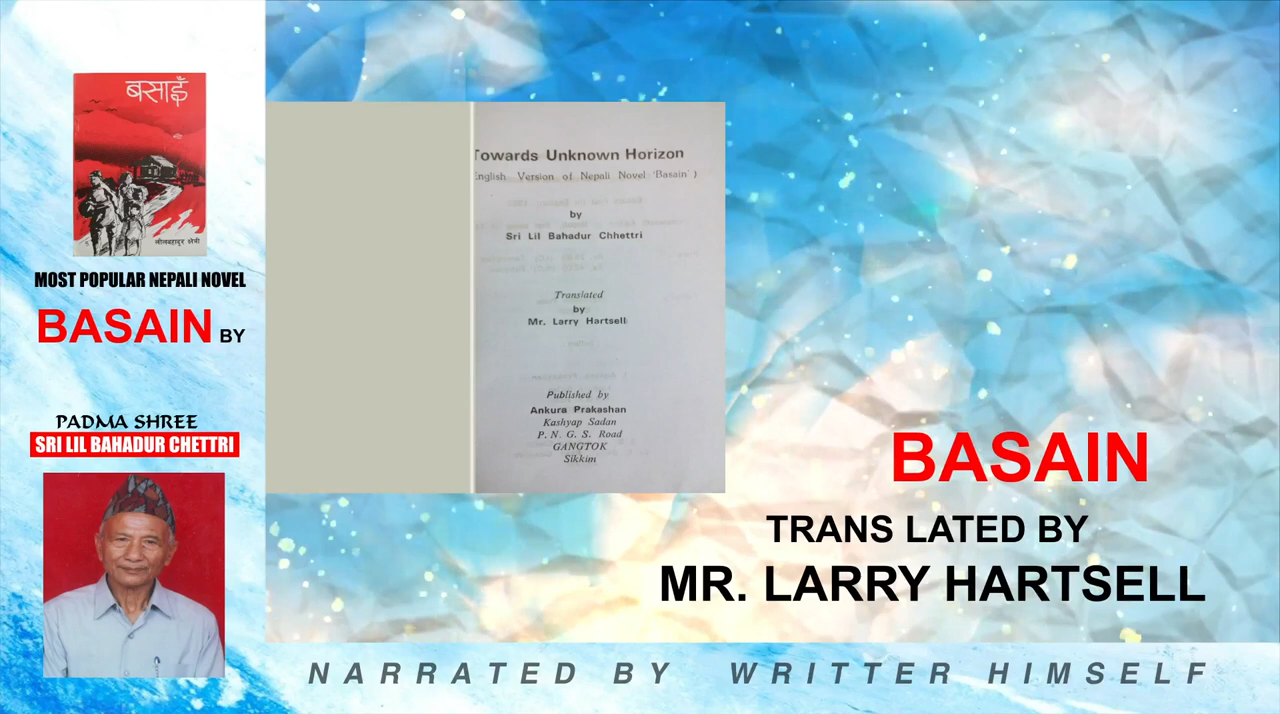 बसाइँ
लीलबहादुर क्षेत्री
MOST POPULAR NEPALI NOVEL
BASAIN BY
PADMA SHREE
SRI LIL BAHADUR CHETTRI
Towards Unknown Horizon
English Version of Nepali Novel 'Basain' )
by
Sri Lil Bahadur Chhettri
Translated
by
Mr. Larry Hartsell
Published by
Ankura Prakashan
Kashyap Sadan
P. N. G. S. Road
GANGTOK
Sikkim
BASAIN
TRANS LATED BY
MR. LARRY HARTSELL
NARRATED BY WRITTER HIMSELF